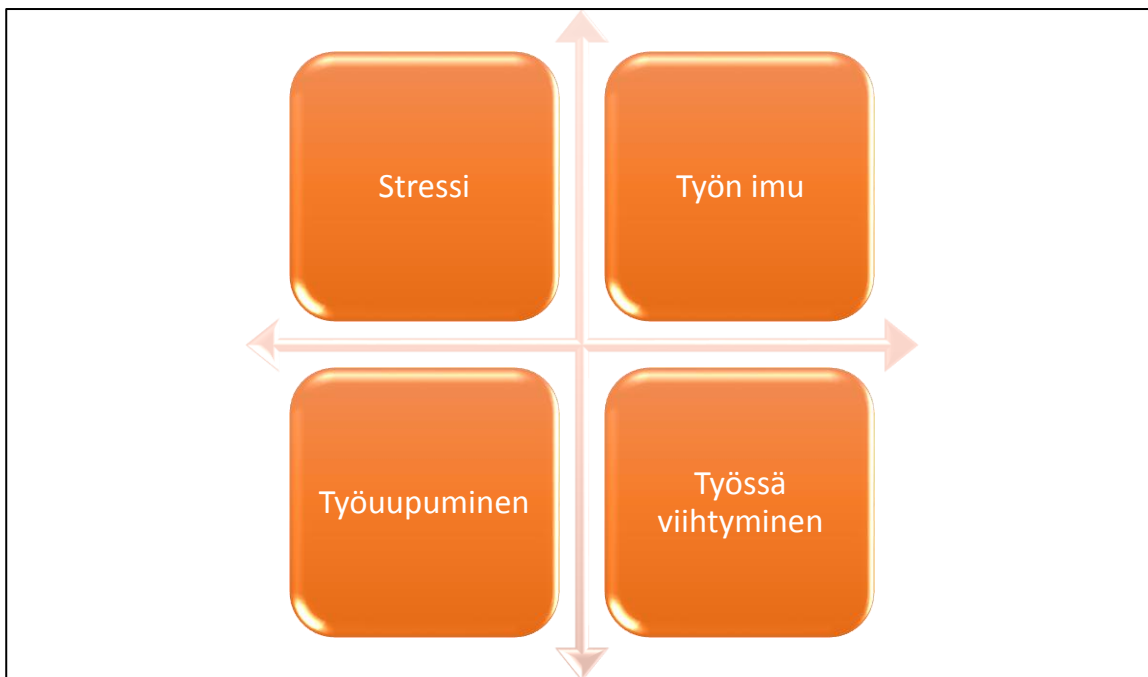 Stressi
Työn imu
Työuupuminen
Työssä
viihtyminen